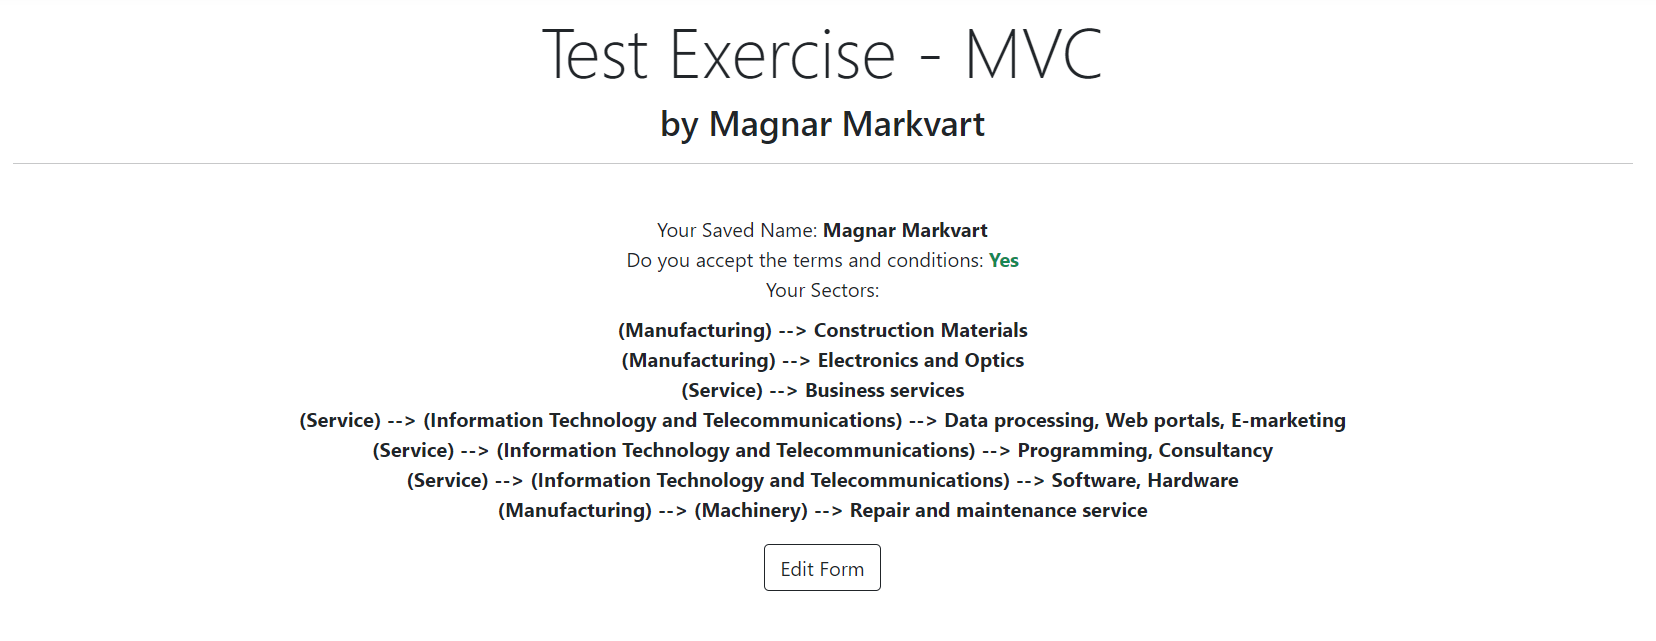 Test Exercise - MVC
by Magnar Markvart
Your Saved Name: Magnar Markvart
Do you accept the terms and conditions: Yes
Your Sectors:
(Manufacturing) --> Construction Materials
(Manufacturing) --> Electronics and Optics
(Service) --> Business services
(Service) --> (Information Technology and Telecommunications) --> Data processing, Web portals, E-marketing
(Service) --> (Information Technology and Telecommunications) --> Programming, Consultancy
(Service) --> (Information Technology and Telecommunications) --> Software, Hardware
(Manufacturing) --> (Machinery) --> Repair and maintenance service
Edit Form